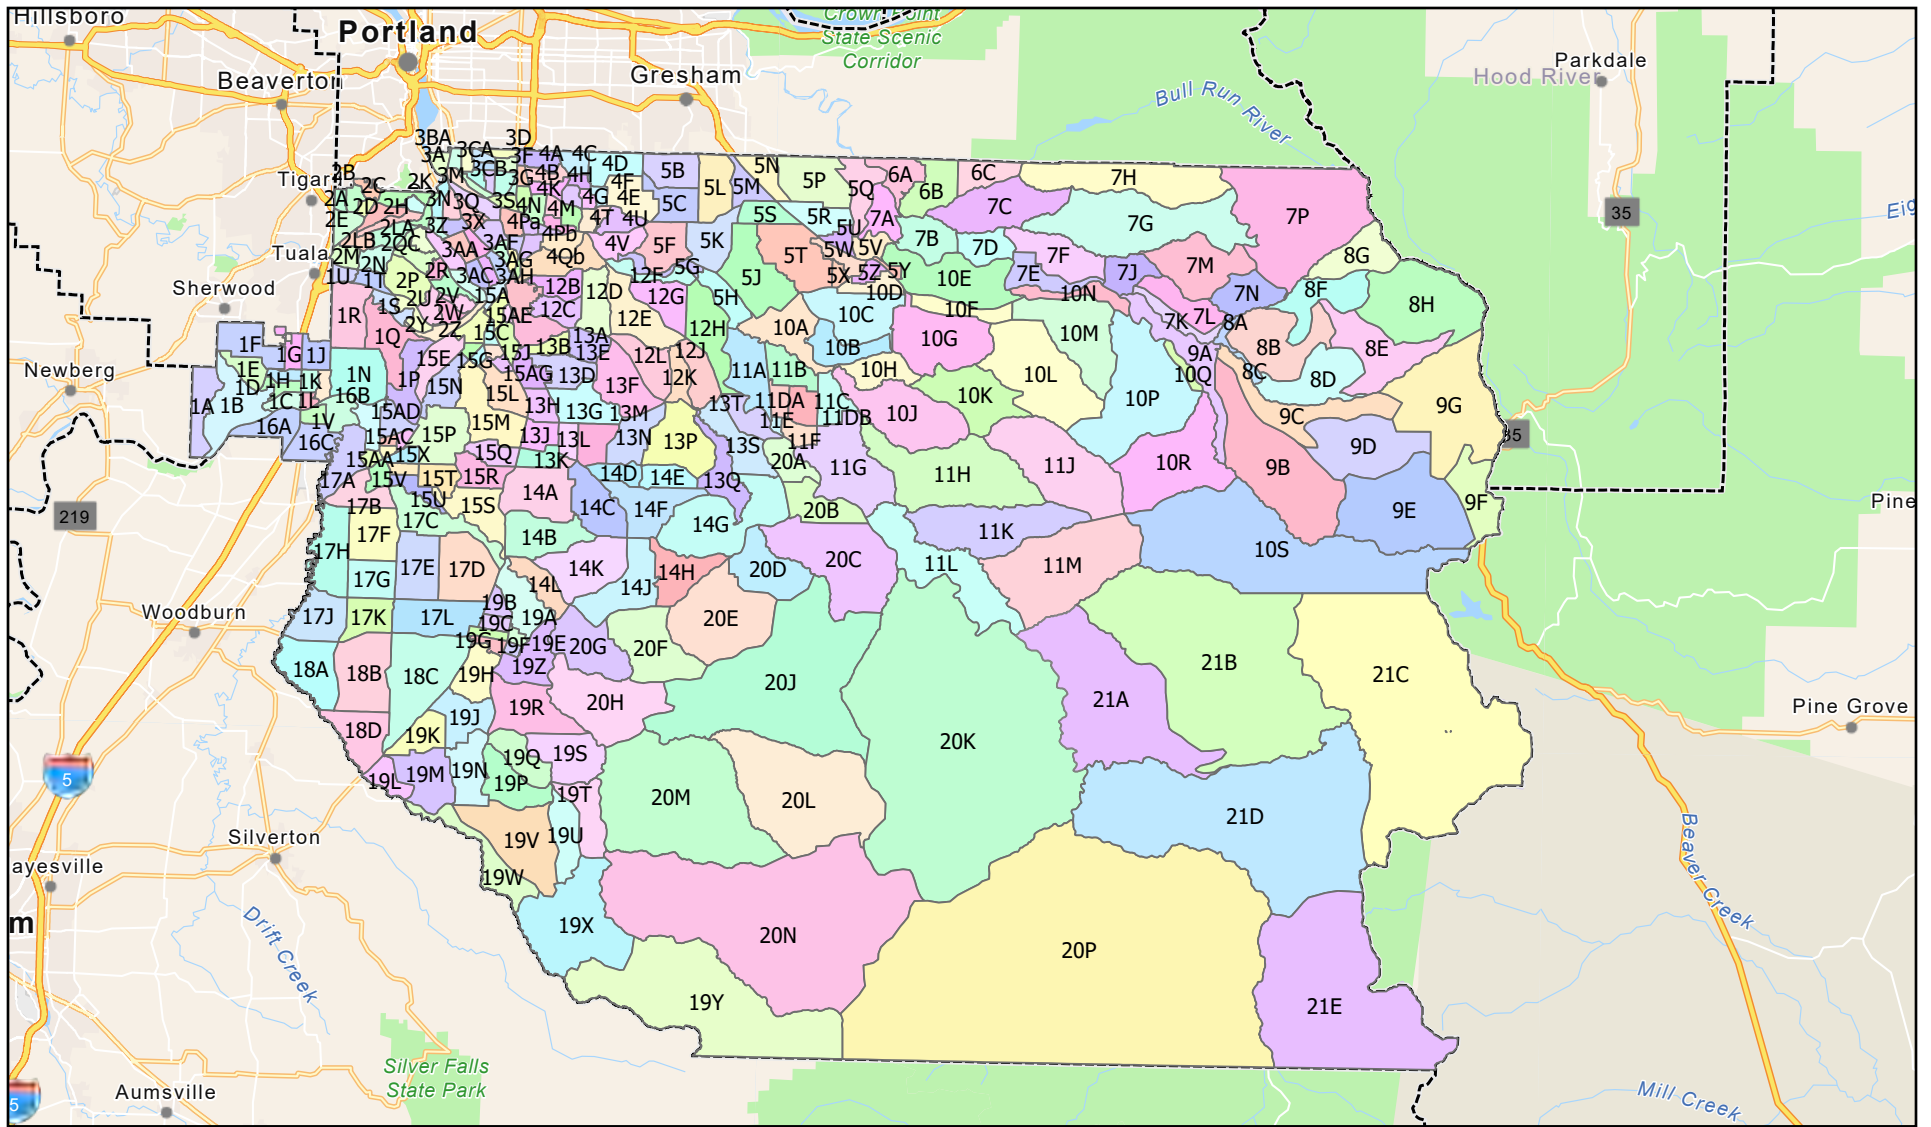 Hillsboro
Portland
Crown Point
State Scenic
Corridor
Beaverton
Gresham
Parkdale
Hood River
Bull Run River
35
Eig
Tigar
Tuala
Sherwood
Newberg
219
Woodburn
Silverton
ayesville
m
Drift Creek
5
5
Aumsville
Silver Falls
State Park
Pine
Pine Grove
Beaver Creek
Mill Creek
35
3BA
3D
3A
3CA
3F
4A
4C
2B
2C
2K
3M
3CB
3G
4B
4H
4D
5B
5N
5P
6A
6C
7H
2A
2D
2H
3N
3Q
3S
4K
4N
4M
4G
4F
4E
5C
5L
5M
5Q
6B
7C
7P
2E
2LA
3Z
3X
4Pa
4T
4U
5S
5R
5U
7A
7G
2LB
2QC
3AA
3AF
4Pb
4V
5F
5K
5T
5W
5V
7B
7D
7F
8G
2M
2N
2R
3AG
4Qb
5G
5J
5X
5Z
5Y
10E
7E
7J
7M
1U
1T
2P
3AC
3AH
12B
12D
12F
12G
5H
10D
10N
7N
8F
8H
1S
2U
2V
15A
12C
12E
12H
10F
10C
10A
10M
7K
7L
8A
1R
2Y
2W
15AE
2Z
15C
13A
1F
1G
1J
1Q
15E
15G
15J
13B
13E
12L
12J
10B
10G
9A
8B
8E
1E
1D
1H
1K
1N
1P
15N
15AG
13D
13F
12K
11A
11B
10H
10L
10Q
8C
8D
1A
1B
1C
1L
16B
15L
13H
13G
13M
13T
11DA
11C
10K
10P
9G
16A
1V
15AD
15M
11E
11DB
10J
9C
16C
15AC
15P
13J
13L
13N
13P
13S
11F
9D
15AA
15X
15Q
13K
20A
11G
11H
11J
10R
9B
17A
15V
15T
15R
14D
14E
13Q
17B
15U
15S
14A
14C
14F
20B
9E
9F
17C
14G
17H
17F
14B
11K
10S
17G
17E
17D
14K
14H
20D
20C
11L
11M
14L
14J
17J
17K
17L
19B
19A
20E
19C
19G
19F
19E
20G
20F
18A
18B
18C
19H
19Z
21B
21C
20J
21A
20H
19R
19J
18D
19K
20K
19Q
19S
19L
19M
19N
19P
19T
20M
20L
21D
19V
19U
19W
19X
20N
20P
19Y
21E